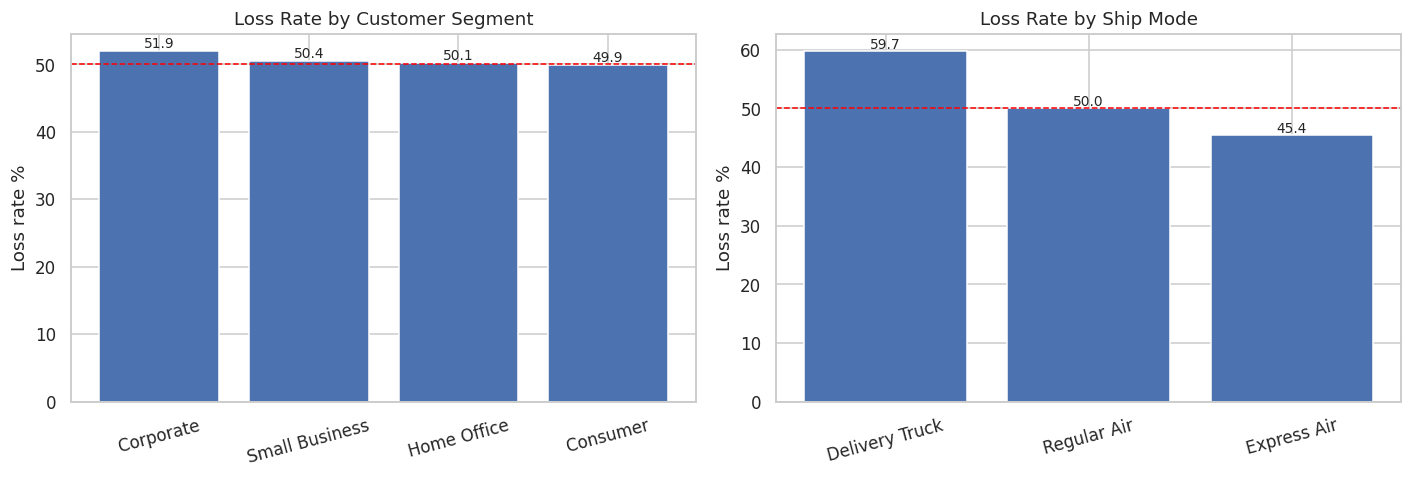 Loss Rate by Customer Segment
Loss rate %
50
40
30
20
10
0
51.9
50.4
50.1
49.9
Corporate
Small Business
Home Office
Consumer
Loss Rate by Ship Mode
Loss rate %
60
50
40
30
20
10
0
59.7
50.0
45.4
Delivery Truck
Regular Air
Express Air